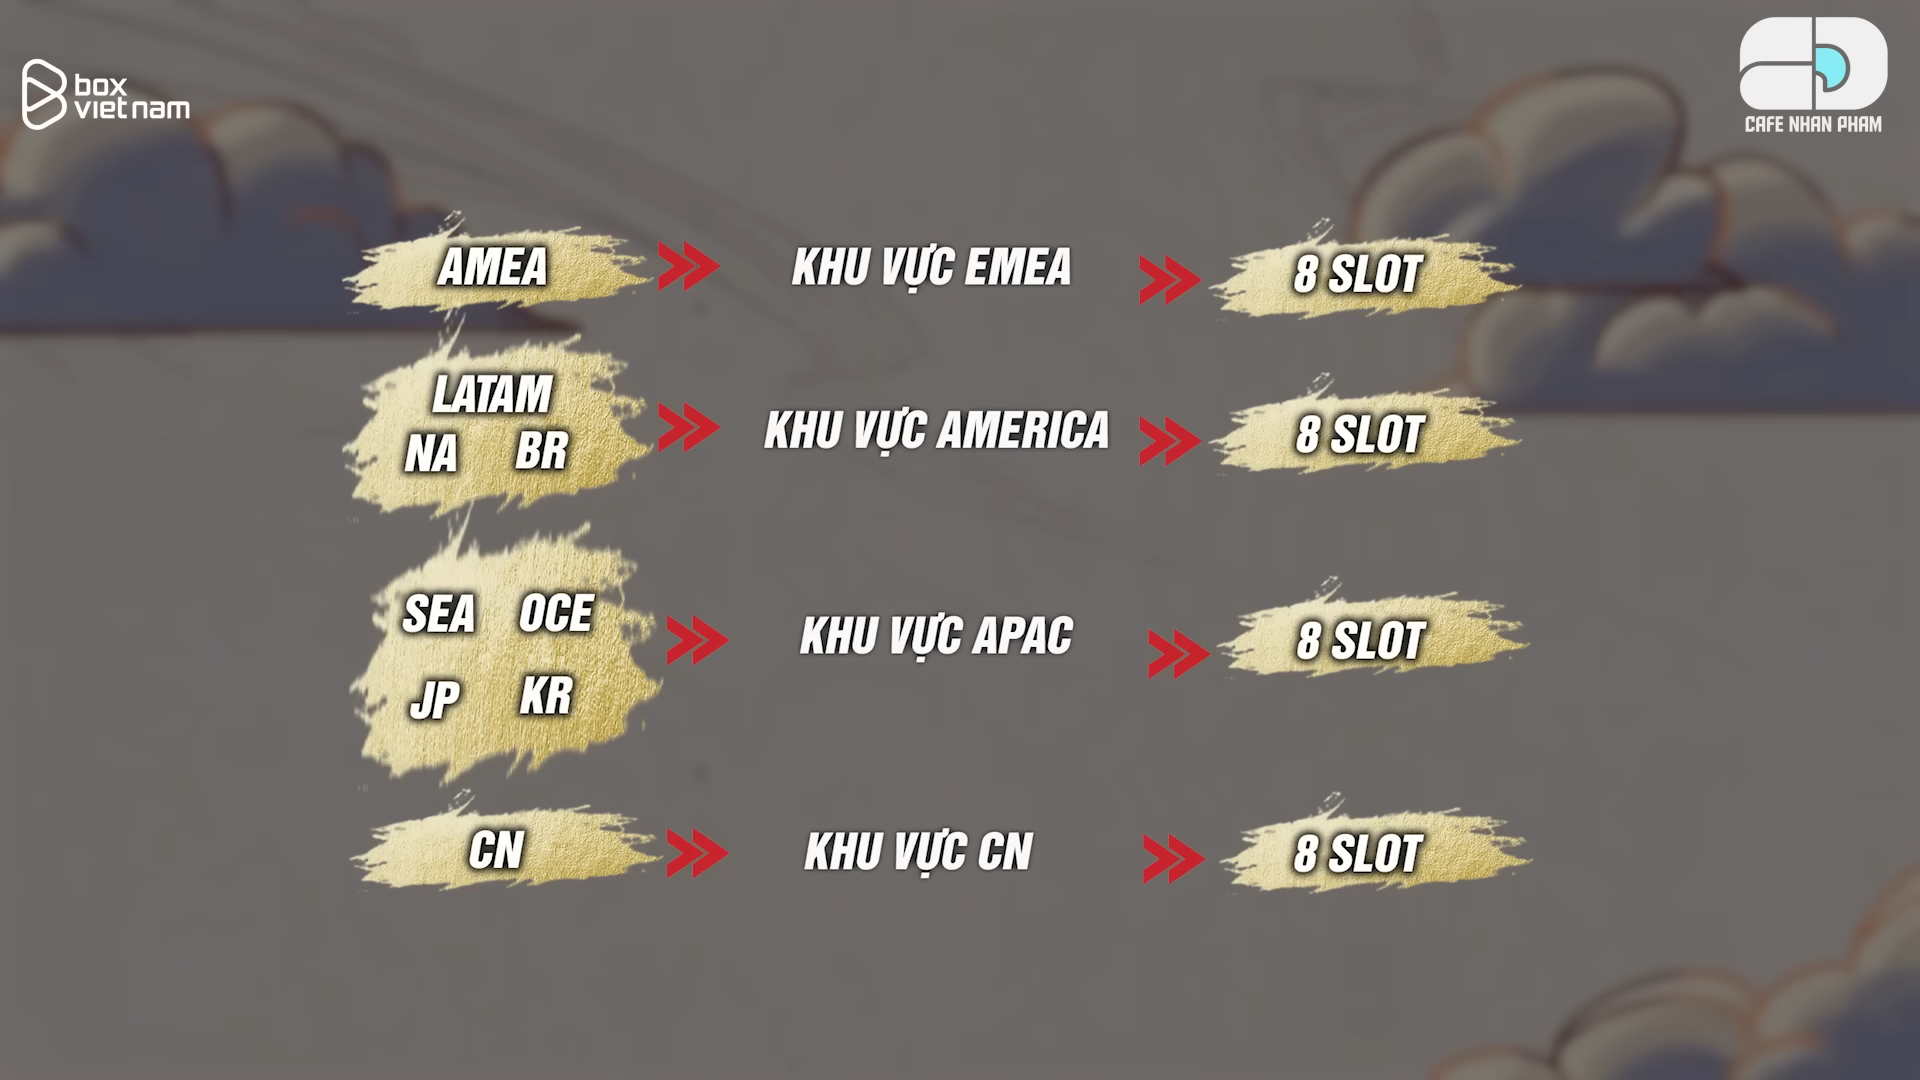 box
vietnam
CAFE NHAN PHAM
AMEA
KHU VỰC EMEA
8 SLOT
LATAM
NA BR
KHU VỰC AMERICA
8 SLOT
SEA OCE
JP KR
KHU VỰC APAC
8 SLOT
CN
KHU VỰC CN
8 SLOT